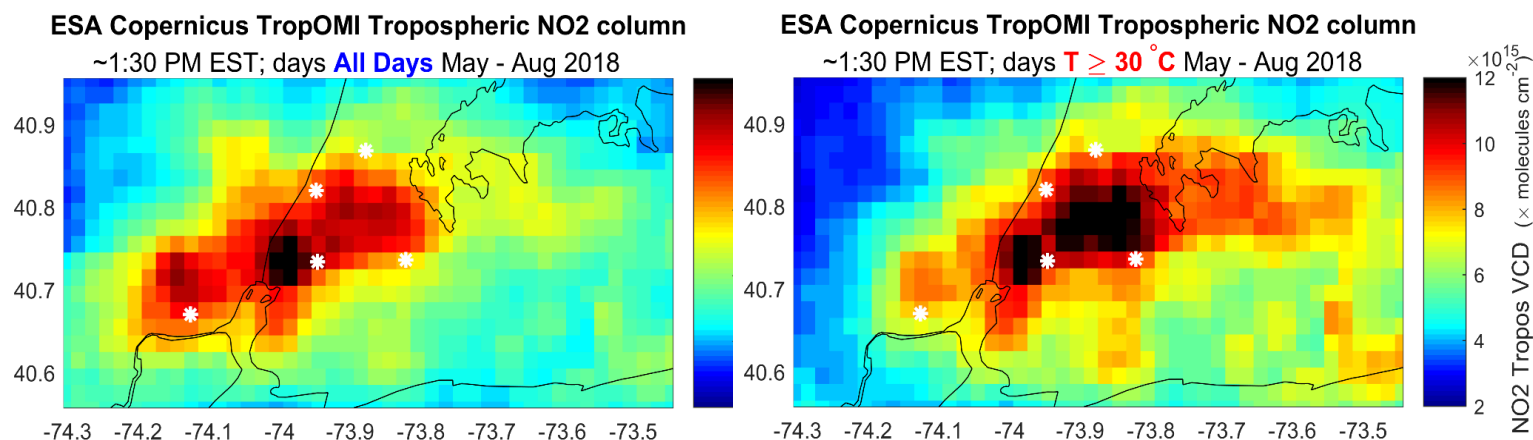 ESA Copernicus TropOMI Tropospheric NO2 column
~1:30 PM EST; days All Days May - Aug 2018
40.9
40.8
40.7
40.6
-74.3 -74.2 -74.1 -74 -73.9 -73.8 -73.7 -73.6 -73.5
ESA Copernicus TropOMI Tropospheric NO2 column
~1:30 PM EST; days T ≥ 30 °C May - Aug 2018
40.9
40.8
40.7
40.6
-74.3 -74.2 -74.1 -74 -73.9 -73.8 -73.7 -73.6 -73.5
×10¹⁵
12
10
8
6
4
2
NO2 Tropos VCD (× molecules cm⁻²)